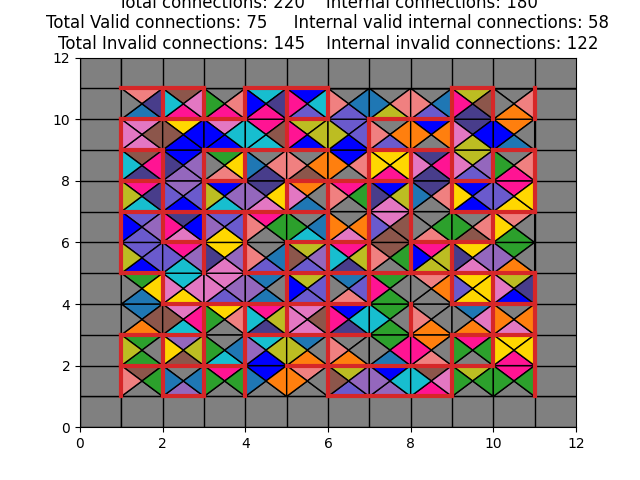 Total connections: 220    Internal connections: 180
Total Valid connections: 75     Internal valid internal connections: 58
Total Invalid connections: 145    Internal invalid connections: 122
12
10
8
6
4
2
0
0 2 4 6 8 10 12